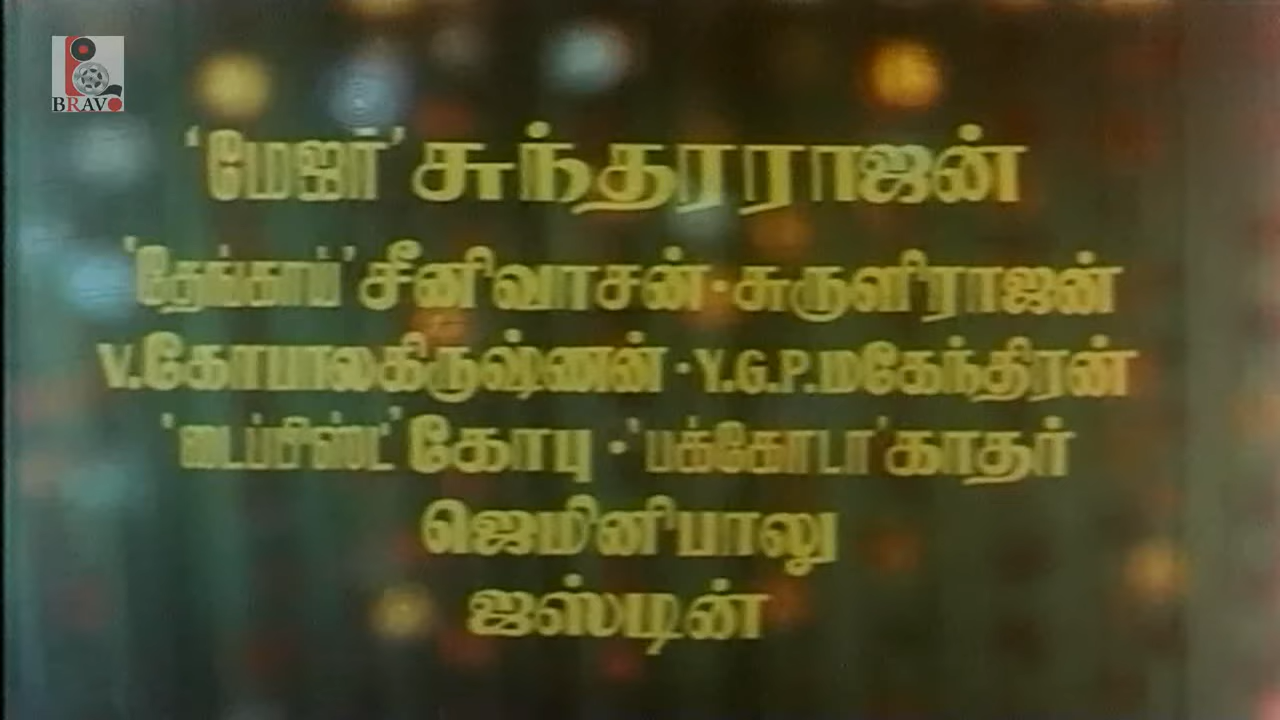 BRAVO
'மேஜர்' சுந்தரராஜன்
'தேங்காய்' சீனிவாசன் · சுருளிராஜன்
V.கோபாலகிருஷ்ணன் · Y.G.P.மகேந்திரன்
'டைப்பிஸ்ட்' கோபு · 'பக்கோடா' காதர்
ஜெமினிபாலு
ஜஸ்டின்